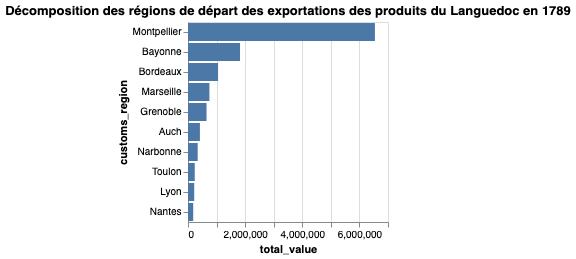 Décomposition des régions de départ des exportations des produits du Languedoc en 1789
Montpellier
Bayonne
Bordeaux
Marseille
Grenoble
Auch
Narbonne
Toulon
Lyon
Nantes
customs_region
0 2,000,000 4,000,000 6,000,000
total_value